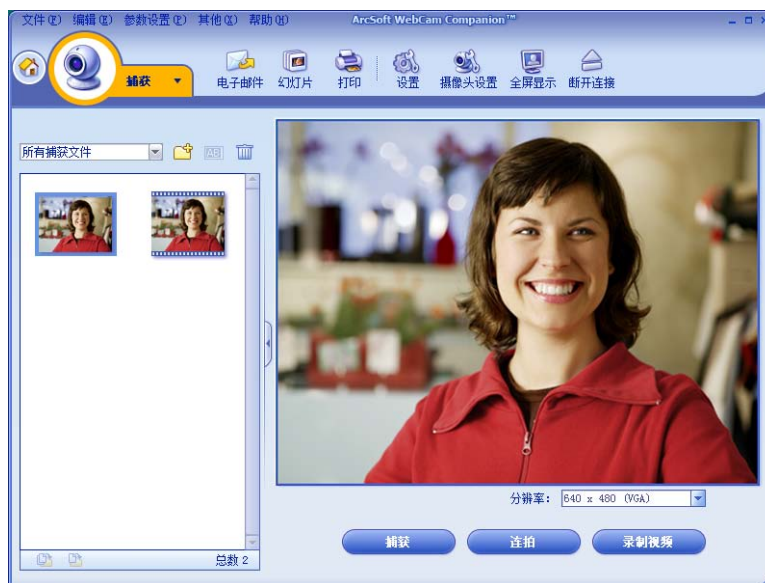 文件(F) 编辑(E) 参数设置(P) 其他(X) 帮助(H) ArcSoft WebCam Companion™
捕获 电子邮件 幻灯片 打印 设置 摄像头设置 全屏显示 断开连接
所有捕获文件
分辨率: 640 x 480 (VGA)
捕获 连拍 录制视频
总数 2